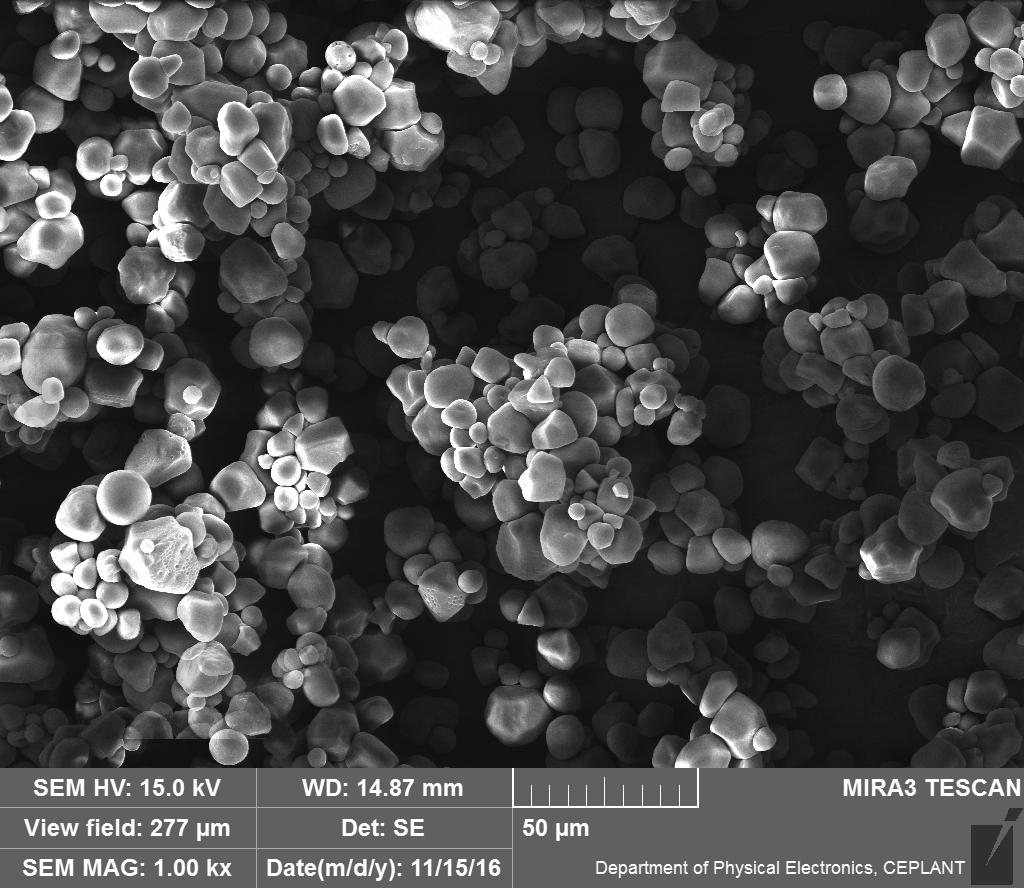 SEM HV: 15.0 kV
WD: 14.87 mm
MIRA3 TESCAN
View field: 277 µm
Det: SE
50 µm
SEM MAG: 1.00 kx
Date(m/d/y): 11/15/16
Department of Physical Electronics, CEPLANT